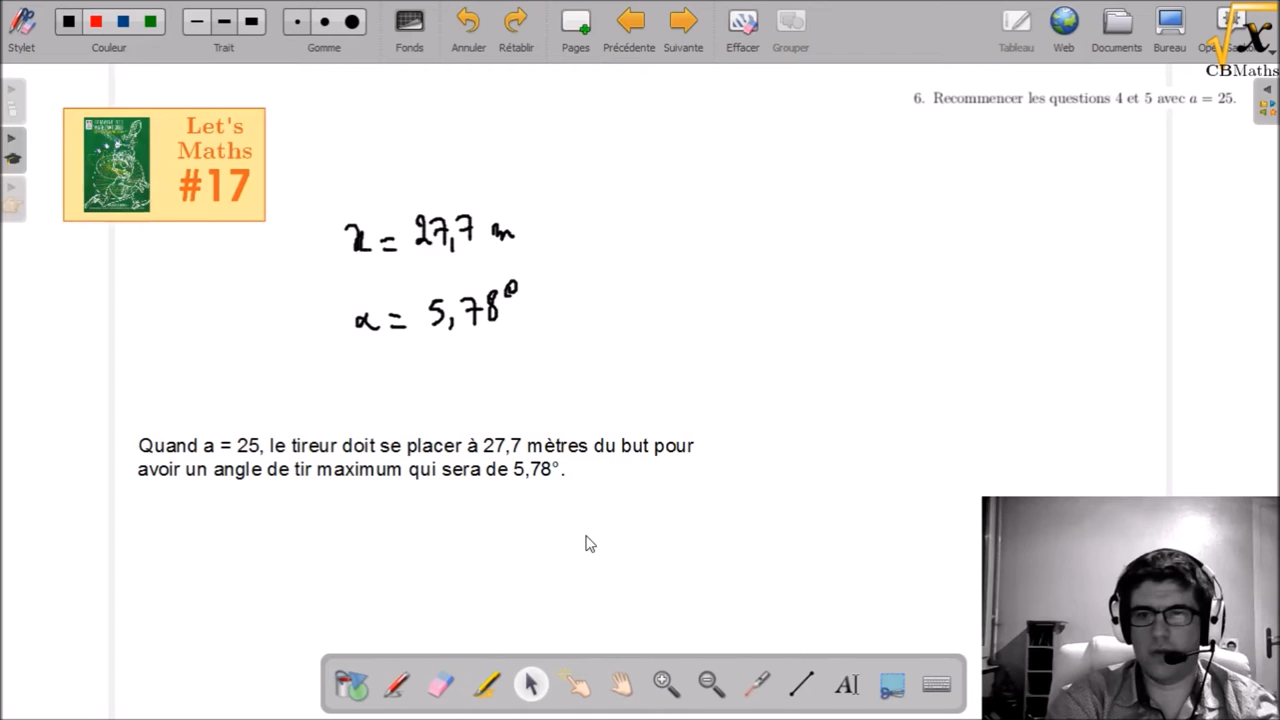 Stylet
Couleur
Trait
Gomme
Fonds
Annuler
Rétablir
Pages
Précédente
Suivante
Effacer
Grouper
Tableau
Web
Documents
Bureau
√x
CBMaths
6. Recommencer les questions 4 et 5 avec a = 25.
Let's
Maths
#17
x = 27,7 m
α = 5,78°
Quand a = 25, le tireur doit se placer à 27,7 mètres du but pour
avoir un angle de tir maximum qui sera de 5,78°.
AI